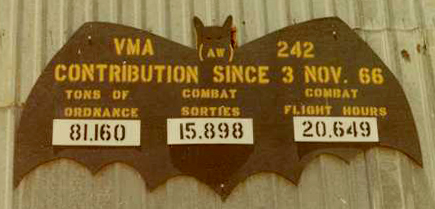 VMA (AW) 242
CONTRIBUTION SINCE 3 NOV. 66
TONS OF COMBAT COMBAT
ORDNANCE SORTIES FLIGHT HOURS
81.160 15.898 20.649